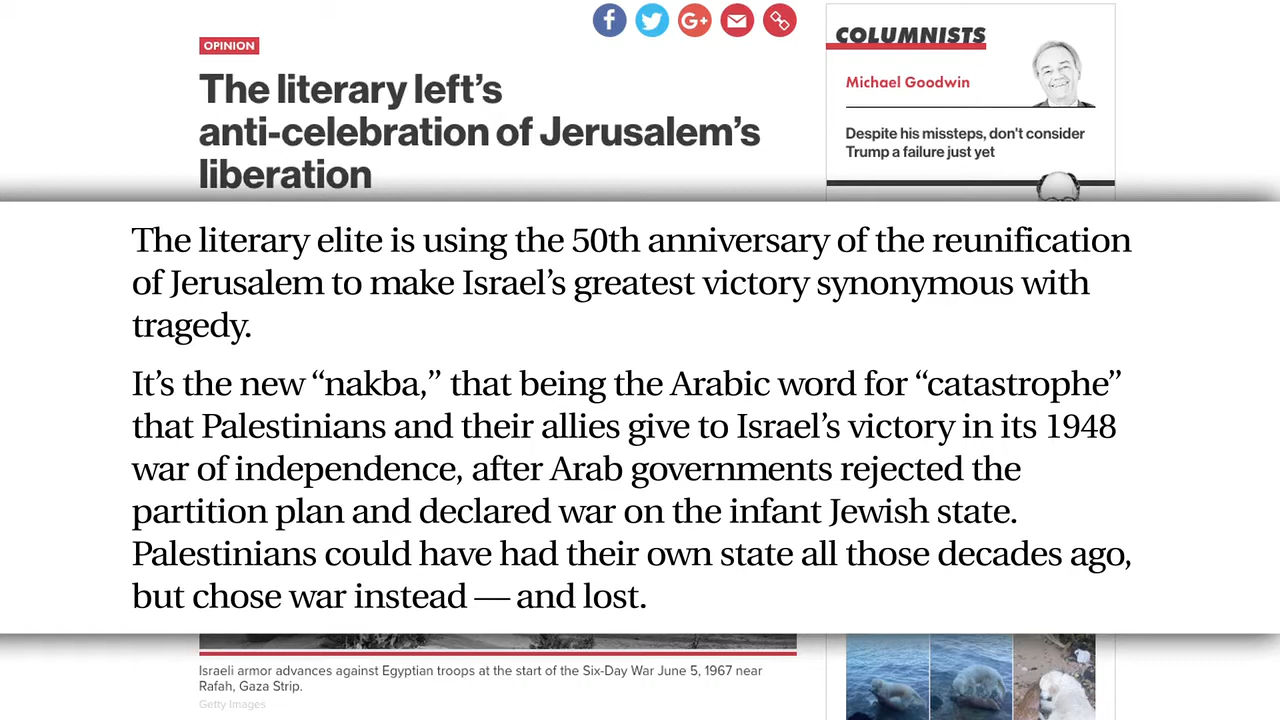 OPINION
The literary left’s
anti-celebration of Jerusalem’s
liberation
COLUMNISTS
Michael Goodwin
Despite his missteps, don't consider
Trump a failure just yet
The literary elite is using the 50th anniversary of the reunification
of Jerusalem to make Israel’s greatest victory synonymous with
tragedy.
It’s the new “nakba,” that being the Arabic word for “catastrophe”
that Palestinians and their allies give to Israel’s victory in its 1948
war of independence, after Arab governments rejected the
partition plan and declared war on the infant Jewish state.
Palestinians could have had their own state all those decades ago,
but chose war instead — and lost.
Israeli armor advances against Egyptian troops at the start of the Six-Day War June 5, 1967 near
Rafah, Gaza Strip.
Getty Images